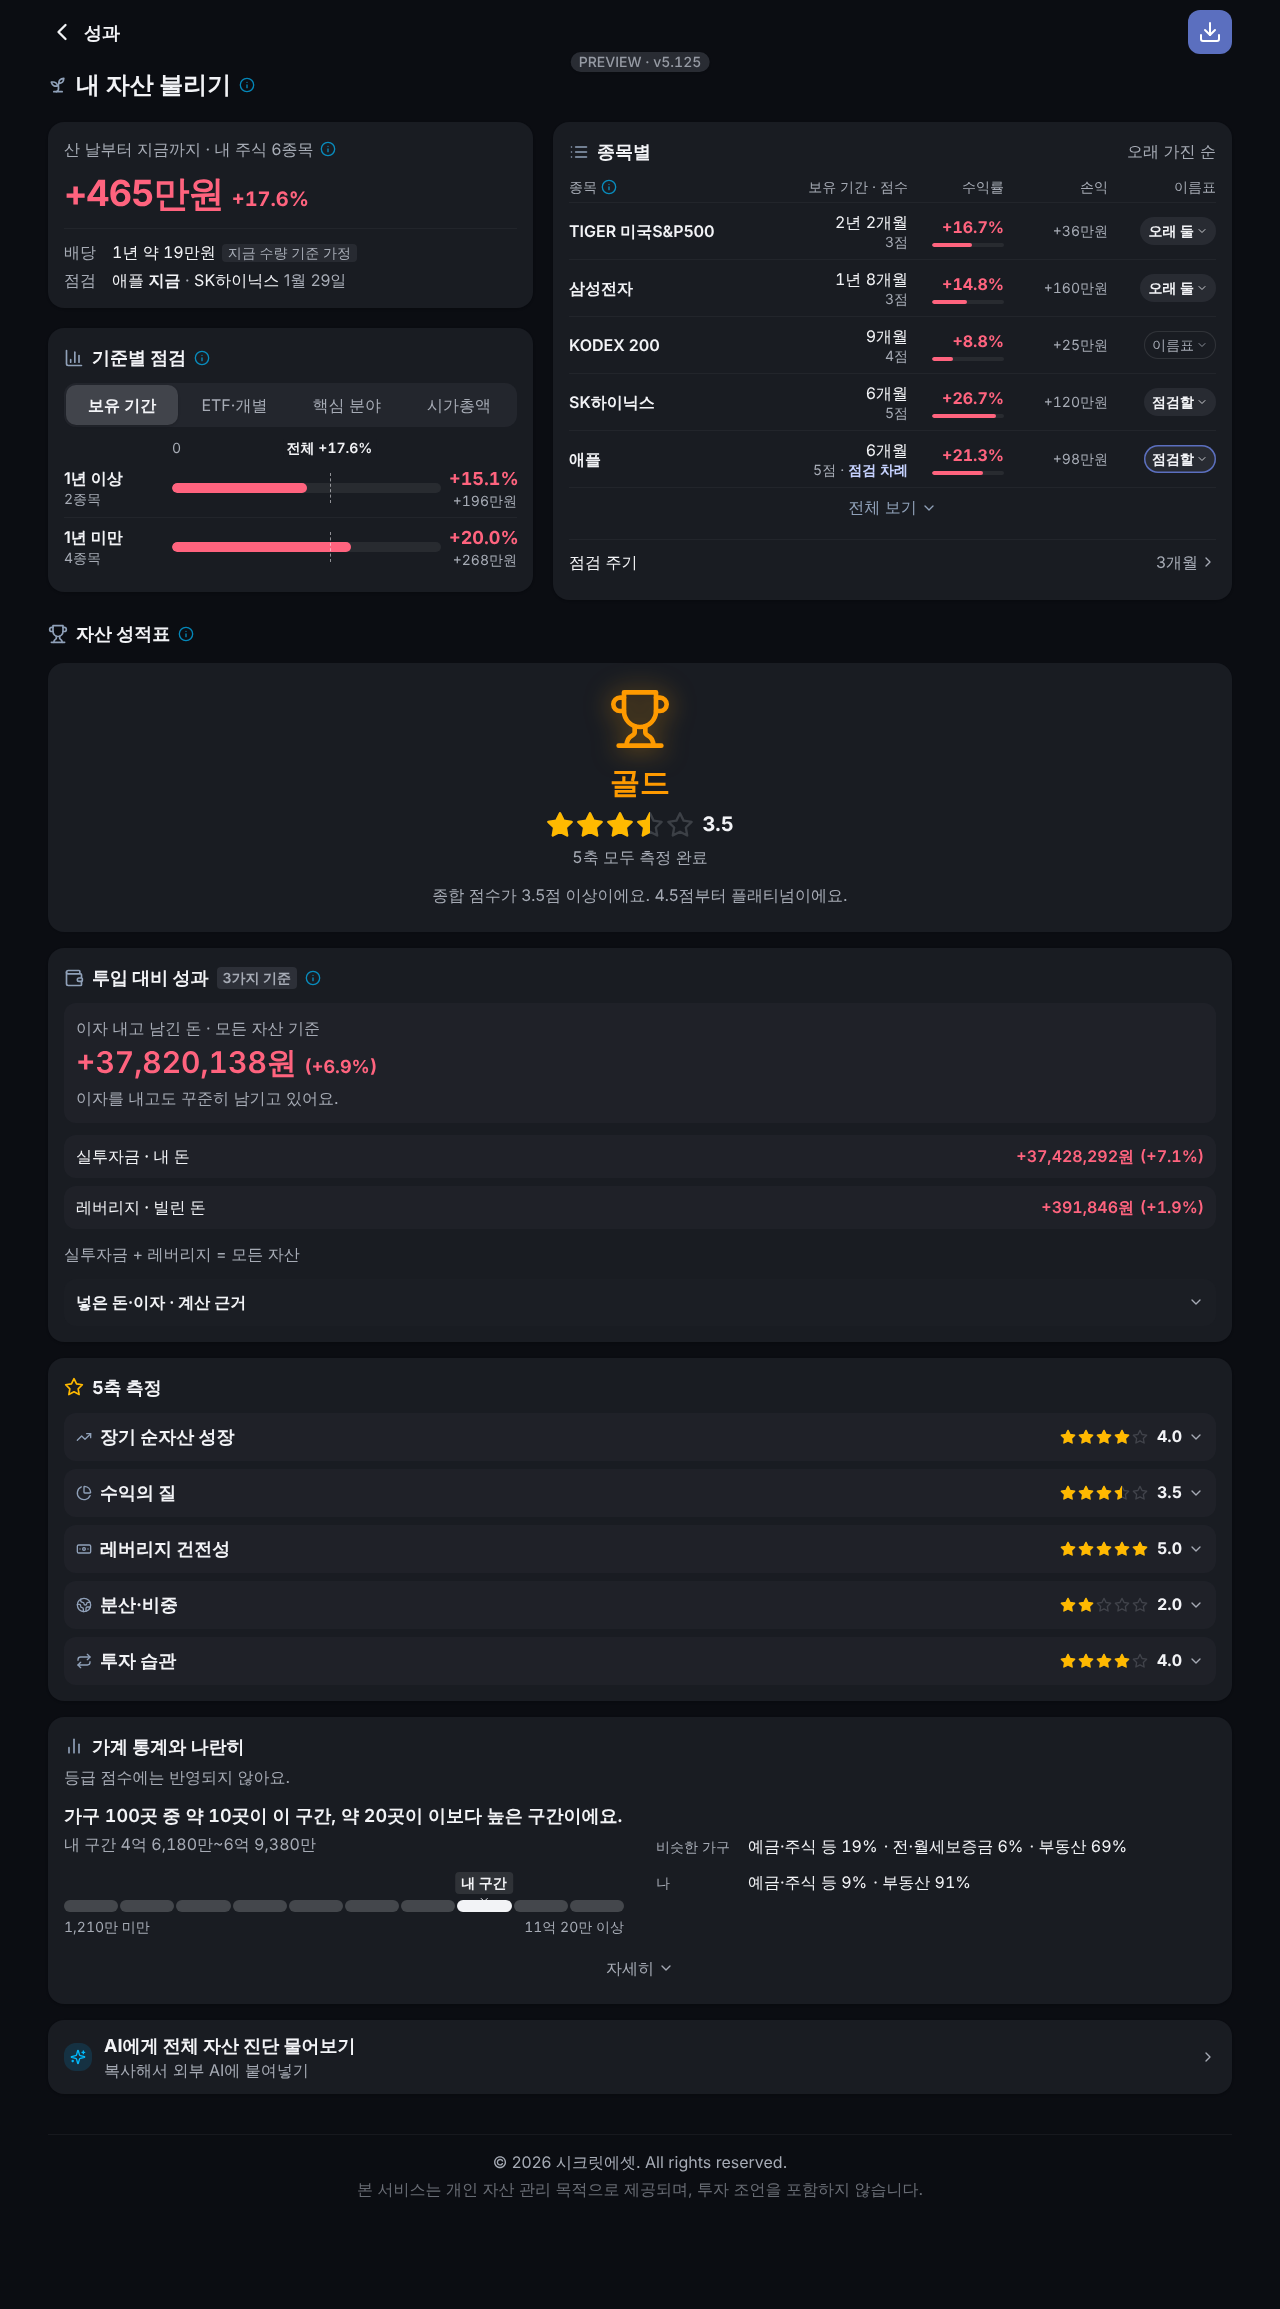 성과
PREVIEW · v5.125
내 자산 불리기
산 날부터 지금까지 · 내 주식 6종목
+465만원 +17.6%
배당 1년 약 19만원 지금 수량 기준 가정
점검 애플 지금 · SK하이닉스 1월 29일
기준별 점검
보유 기간 ETF·개별 핵심 분야 시가총액
0 전체 +17.6%
1년 이상 +15.1%
2종목 +196만원
1년 미만 +20.0%
4종목 +268만원
종목별 오래 가진 순
종목 보유 기간 · 점수 수익률 손익 이름표
TIGER 미국S&P500 2년 2개월 +16.7% +36만원 오래 둘
3점
삼성전자 1년 8개월 +14.8% +160만원 오래 둘
3점
KODEX 200 9개월 +8.8% +25만원 이름표
4점
SK하이닉스 6개월 +26.7% +120만원 점검할
5점
애플 6개월 +21.3% +98만원 점검할
5점 · 점검 차례
전체 보기
점검 주기 3개월
자산 성적표
골드
3.5
5축 모두 측정 완료
종합 점수가 3.5점 이상이에요. 4.5점부터 플래티넘이에요.
투입 대비 성과 3가지 기준
이자 내고 남긴 돈 · 모든 자산 기준
+37,820,138원 (+6.9%)
이자를 내고도 꾸준히 남기고 있어요.
실투자금 · 내 돈 +37,428,292원 (+7.1%)
레버리지 · 빌린 돈 +391,846원 (+1.9%)
실투자금 + 레버리지 = 모든 자산
넣은 돈·이자 · 계산 근거
5축 측정
장기 순자산 성장 4.0
수익의 질 3.5
레버리지 건전성 5.0
분산·비중 2.0
투자 습관 4.0
가계 통계와 나란히
등급 점수에는 반영되지 않아요.
가구 100곳 중 약 10곳이 이 구간, 약 20곳이 이보다 높은 구간이에요.
내 구간 4억 6,180만~6억 9,380만
내 구간
1,210만 미만 11억 20만 이상
비슷한 가구 예금·주식 등 19% · 전·월세보증금 6% · 부동산 69%
나 예금·주식 등 9% · 부동산 91%
자세히
AI에게 전체 자산 진단 물어보기
복사해서 외부 AI에 붙여넣기
© 2026 시크릿에셋. All rights reserved.
본 서비스는 개인 자산 관리 목적으로 제공되며, 투자 조언을 포함하지 않습니다.